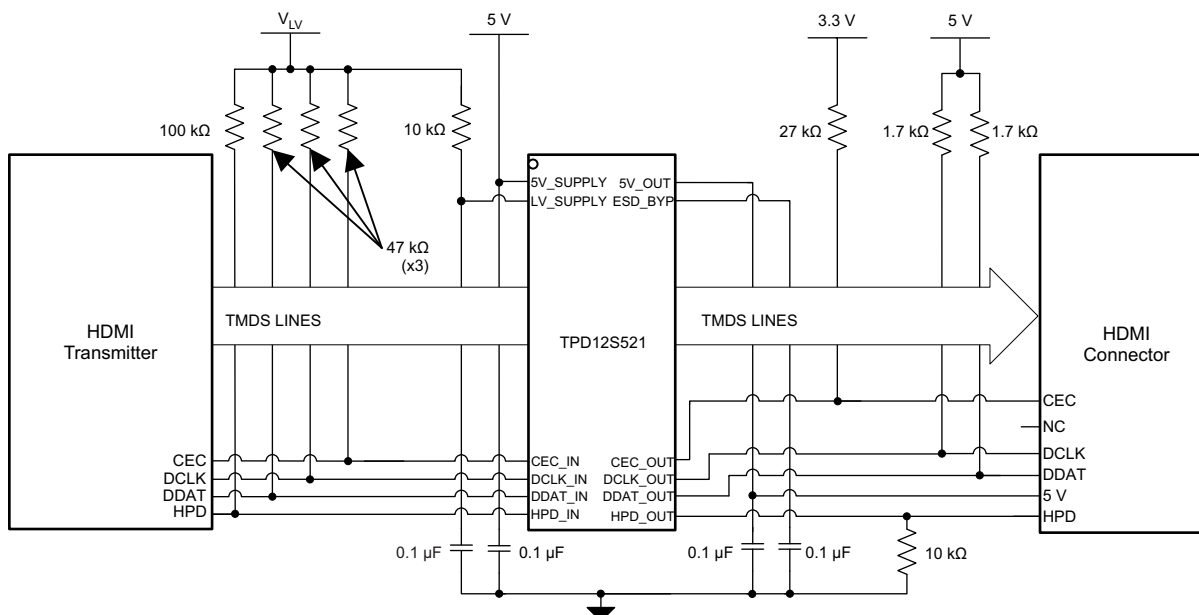 V_LV
5 V
3.3 V
5 V
100 kΩ
10 kΩ
27 kΩ
1.7 kΩ
1.7 kΩ
47 kΩ
(x3)
5V_SUPPLY
LV_SUPPLY
5V_OUT
ESD_BYP
HDMI
Transmitter
TMDS LINES
TPD12S521
TMDS LINES
HDMI
Connector
CEC
DCLK
DDAT
HPD
CEC_IN
DCLK_IN
DDAT_IN
HPD_IN
CEC_OUT
DCLK_OUT
DDAT_OUT
HPD_OUT
CEC
NC
DCLK
DDAT
5 V
HPD
0.1 µF
0.1 µF
0.1 µF
0.1 µF
10 kΩ